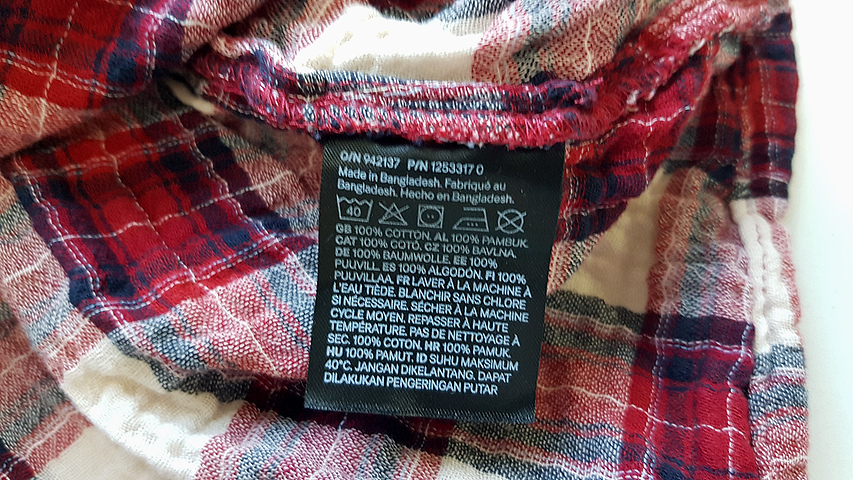 O/N 942137 P/N 1253317 0
Made in Bangladesh. Fabriqué au
Bangladesh. Hecho en Bangladesh.
40
GB 100% COTTON. AL 100% PAMBUK.
CAT 100% COTÓ. CZ 100% BAVLNA.
DE 100% BAUMWOLLE. EE 100%
PUUVILL. ES 100% ALGODÓN. FI 100%
PUUVILLAA. FR LAVER À LA MACHINE À
L'EAU TIÈDE. BLANCHIR SANS CHLORE
SI NÉCESSAIRE. SÉCHER À LA MACHINE
CYCLE MOYEN. REPASSER À HAUTE
TEMPÉRATURE. PAS DE NETTOYAGE À
SEC. 100% COTON. HR 100% PAMUK.
HU 100% PAMUT. ID SUHU MAKSIMUM
40°C. JANGAN DIKELANTANG. DAPAT
DILAKUKAN PENGERINGAN PUTAR